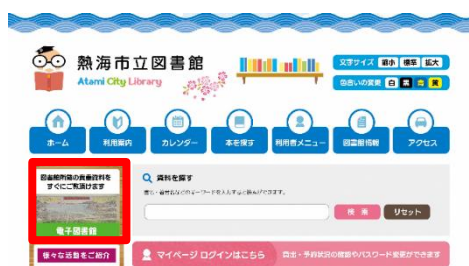 熱海市立図書館
Atami City Library
文字サイズ 縮小 標準 拡大
色合いの変更 白 黒 青 黄
ホーム
利用案内
カレンダー
本を探す
利用者メニュー
図書館情報
アクセス
図書館所蔵の貴重資料を
すぐにご覧頂けます
電子図書館
様々な活動をご紹介
資料を探す
検索
リセット
マイページ ログインはこちら
貸出・予約状況の確認やパスワード変更ができます